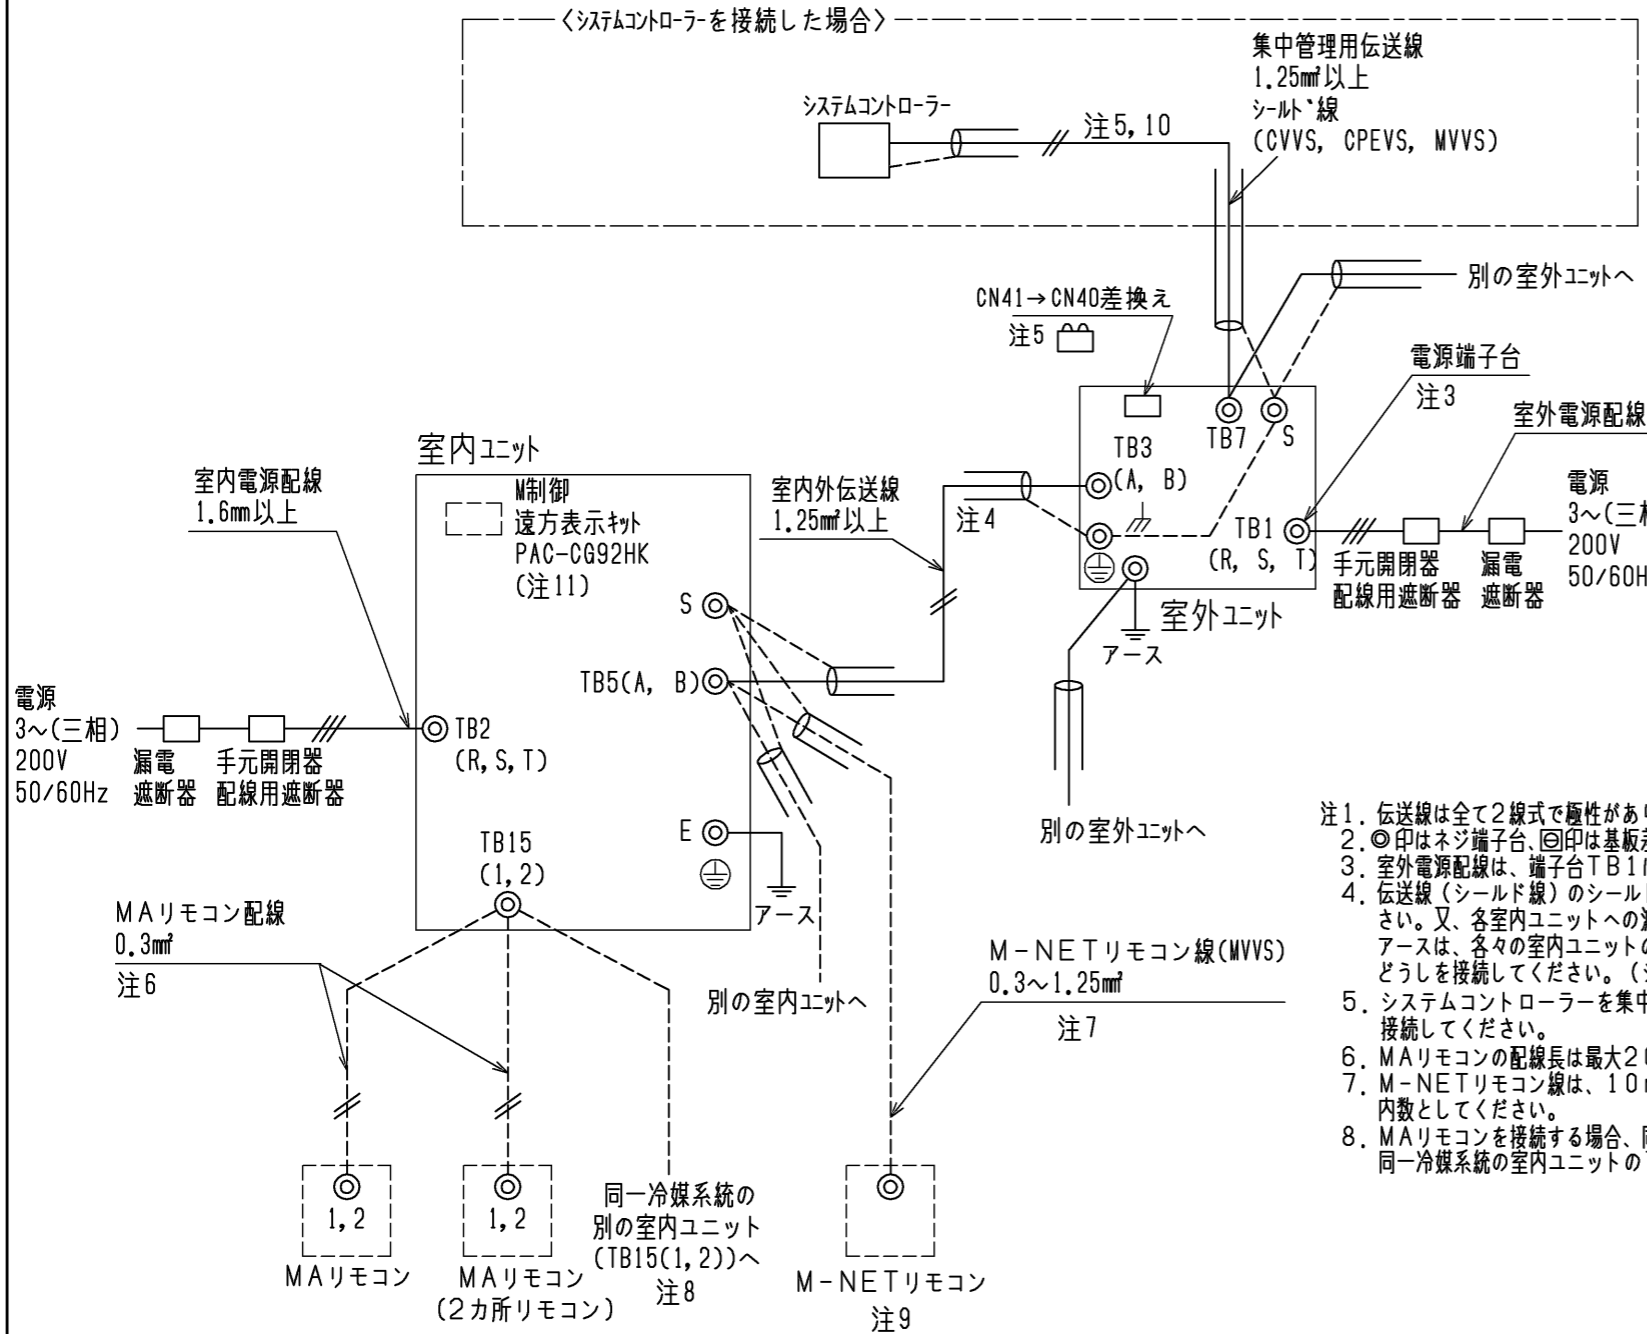 〈システムコントローラーを接続した場合〉
集中管理用伝送線
1.25㎟以上
シールド線
(CVVS, CPEVS, MVVS)
システムコントローラー
注5,10
別の室外ユニットへ
CN41→CN40差換え
注5
電源端子台
注3
室外電源配線
TB7
S
TB3
(A, B)
TB1
(R, S, T)
電源
3～(三相
200V
50/60H
手元開閉器
配線用遮断器
漏電
遮断器
室外ユニット
アース
別の室外ユニットへ
室内ユニット
室内電源配線
1.6mm以上
M制御
遠方表示キット
PAC-CG92HK
(注11)
室内外伝送線
1.25㎟以上
注4
S
TB5(A, B)
電源
3～(三相)
200V
50/60Hz
漏電
遮断器
手元開閉器
配線用遮断器
TB2
(R,S,T)
E
アース
TB15
(1,2)
MAリモコン配線
0.3㎟
注6
別の室内ユニットへ
M-NETリモコン線(MVVS)
0.3～1.25㎟
注7
1,2
MAリモコン
1,2
MAリモコン
(2カ所リモコン)
同一冷媒系統の
別の室内ユニット
(TB15(1,2))へ
注8
M-NETリモコン
注9
注1. 伝送線は全て2線式で極性があ
2. ◎印はネジ端子台、回印は基板
3. 室外電源配線は、端子台TB1
4. 伝送線(シールド線)のシール
さい。又、各室内ユニットへの
アースは、各々の室内ユニットの
どうしを接続してください。(
5. システムコントローラーを集中
接続してください。
6. MAリモコンの配線長は最大2
7. M-NETリモコン線は、10
内数としてください。
8. MAリモコンを接続する場合、
同一冷媒系統の室内ユニットの